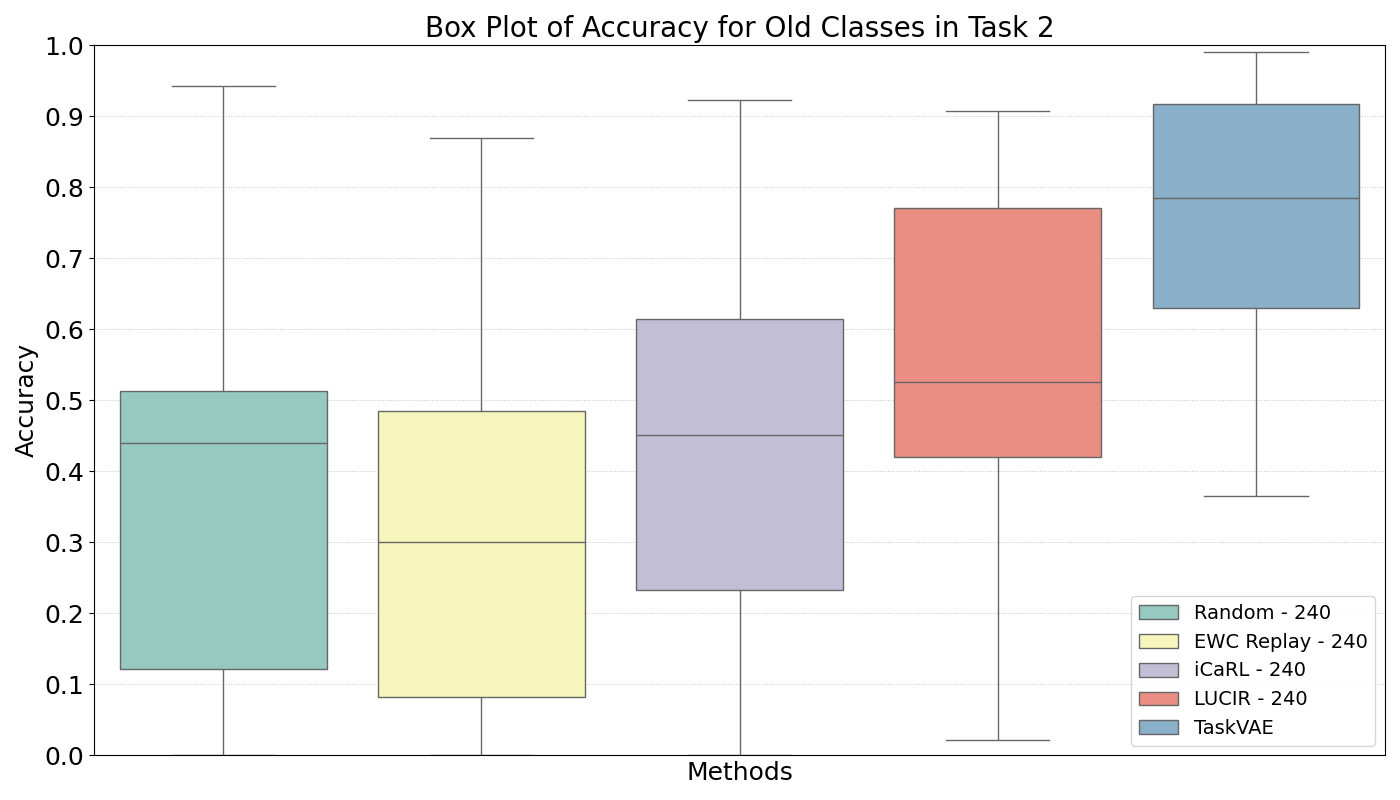 Box Plot of Accuracy for Old Classes in Task 2
1.0
0.9
0.8
0.7
0.6
0.5
0.4
0.3
0.2
0.1
0.0
Accuracy
Methods
Random - 240
EWC Replay - 240
iCaRL - 240
LUCIR - 240
TaskVAE